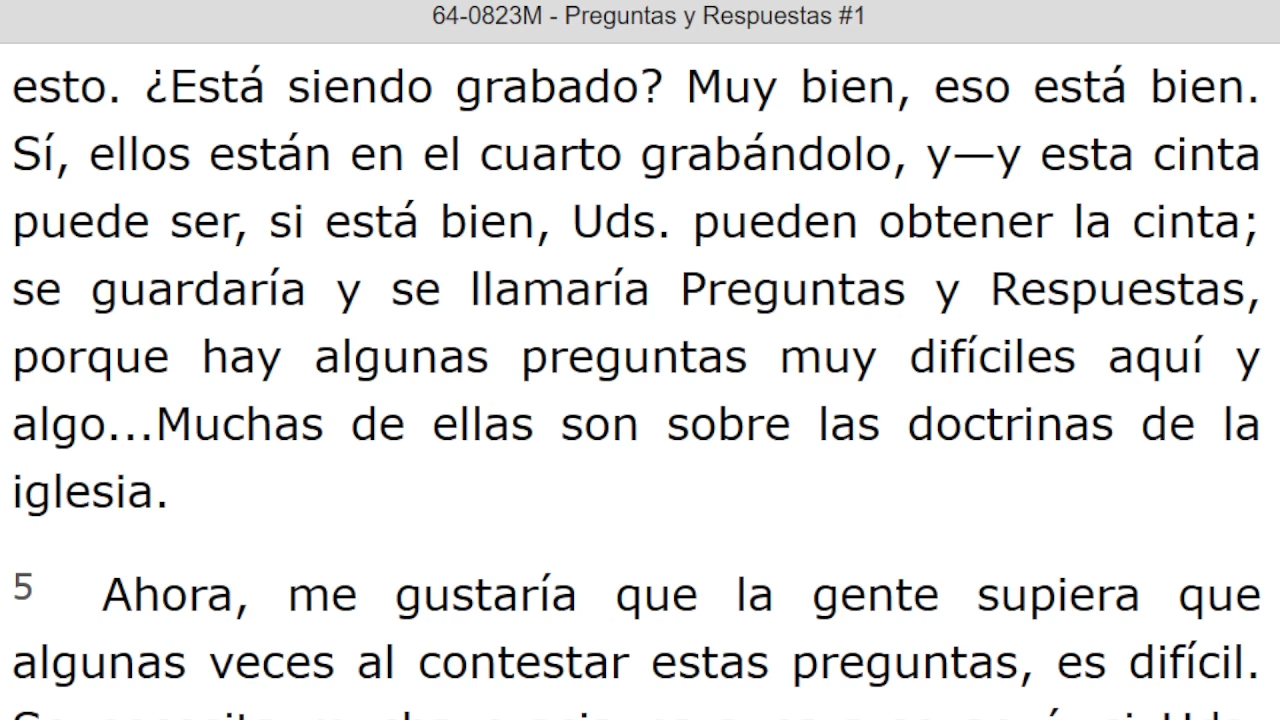 64-0823M - Preguntas y Respuestas #1
esto. ¿Está siendo grabado? Muy bien, eso está bien.
Sí, ellos están en el cuarto grabándolo, y—y esta cinta
puede ser, si está bien, Uds. pueden obtener la cinta;
se guardaría y se llamaría Preguntas y Respuestas,
porque hay algunas preguntas muy difíciles aquí y
algo...Muchas de ellas son sobre las doctrinas de la
iglesia.
5 Ahora, me gustaría que la gente supiera que
algunas veces al contestar estas preguntas, es difícil.